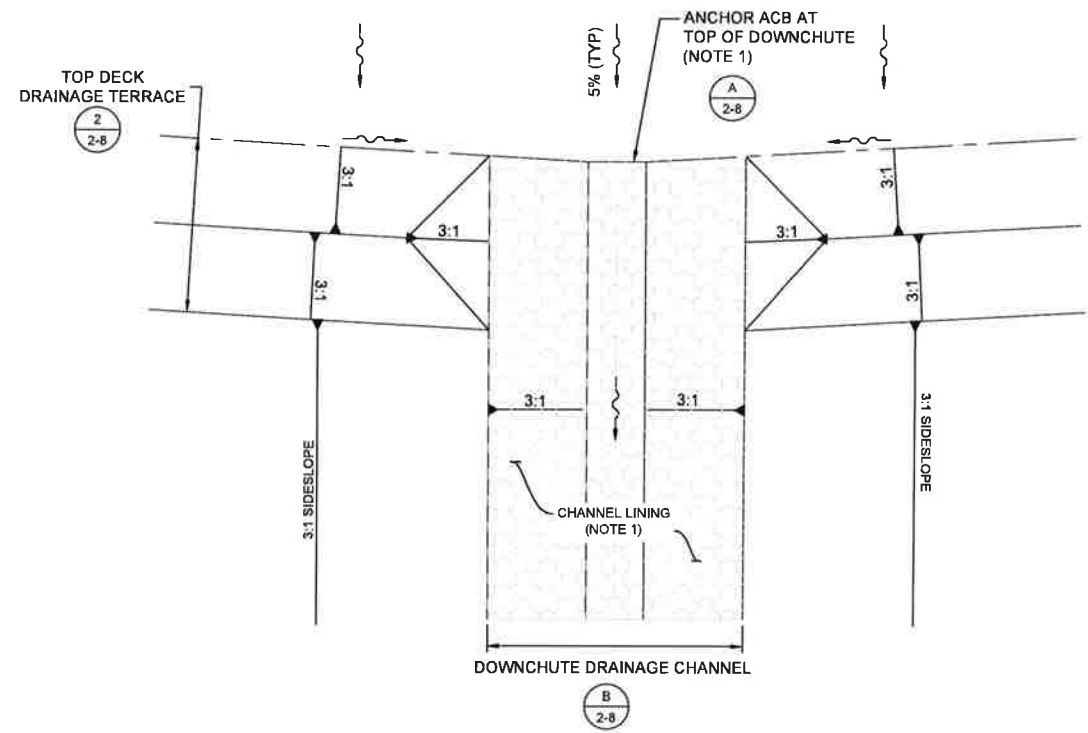 ANCHOR ACB AT
TOP OF DOWNCHUTE
(NOTE 1)
A
2-8
5% (TYP)
TOP DECK
DRAINAGE TERRACE
2
2-8
3:1
3:1
3:1
3:1
3:1
3:1
3:1
3:1
3:1 SIDESLOPE
3:1 SIDESLOPE
CHANNEL LINING
(NOTE 1)
DOWNCHUTE DRAINAGE CHANNEL
B
2-8